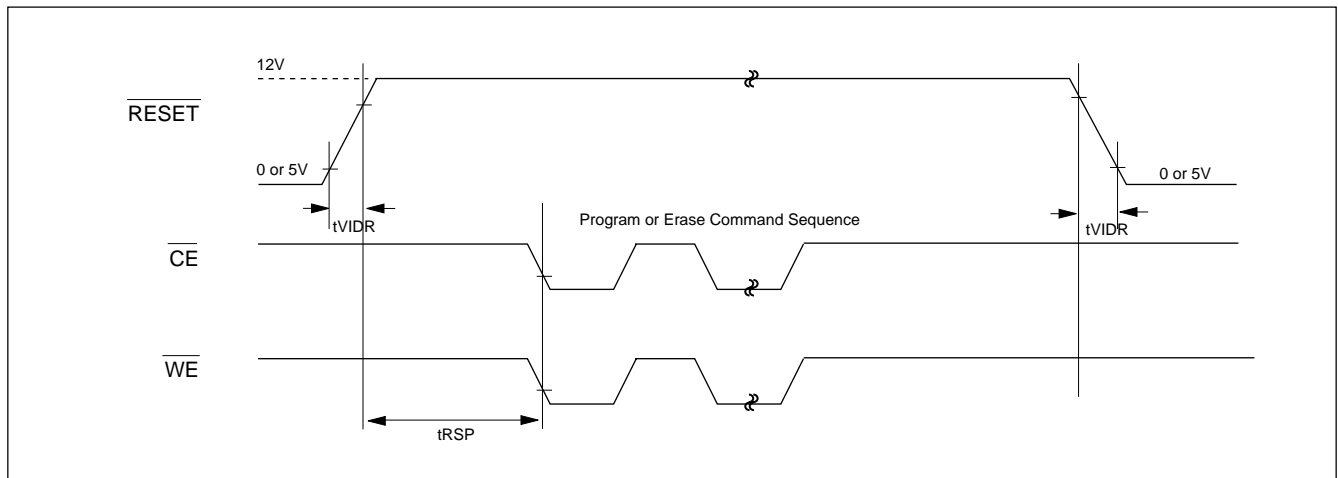 12V
RESET
0 or 5V
0 or 5V
tVIDR
Program or Erase Command Sequence
tVIDR
CE
WE
tRSP